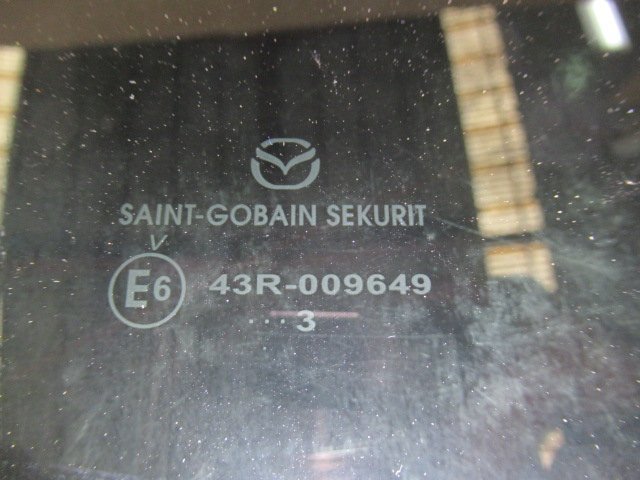 SAINT-GOBAIN SEKURIT
V
E6 43R-009649
...3